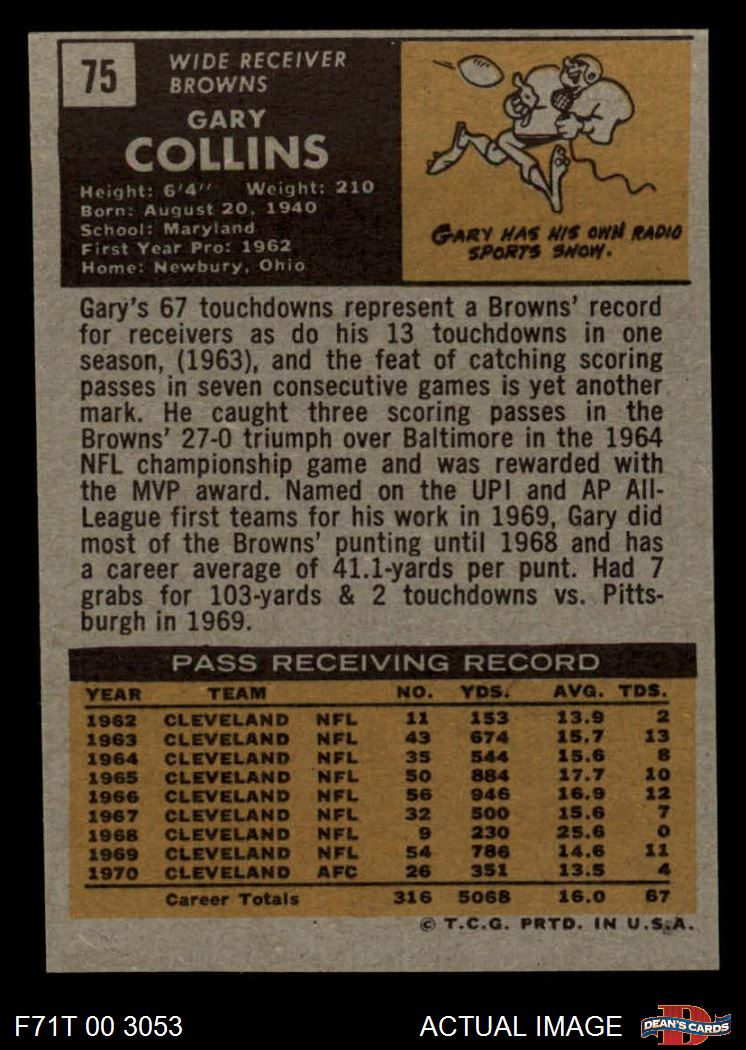 75
WIDE RECEIVER
BROWNS
GARY
COLLINS
Height: 6'4" Weight: 210
Born: August 20, 1940
School: Maryland
First Year Pro: 1962
Home: Newbury, Ohio
GARY HAS HIS OWN RADIO
SPORTS SHOW.
Gary's 67 touchdowns represent a Browns' record
for receivers as do his 13 touchdowns in one
season, (1963), and the feat of catching scoring
passes in seven consecutive games is yet another
mark. He caught three scoring passes in the
Browns' 27-0 triumph over Baltimore in the 1964
NFL championship game and was rewarded with
the MVP award. Named on the UPI and AP All-
League first teams for his work in 1969, Gary did
most of the Browns' punting until 1968 and has
a career average of 41.1-yards per punt. Had 7
grabs for 103-yards & 2 touchdowns vs. Pitts-
burgh in 1969.
PASS RECEIVING RECORD
YEAR TEAM NO. YDS. AVG. TDS.
1962 CLEVELAND NFL 11 153 13.9 2
1963 CLEVELAND NFL 43 674 15.7 13
1964 CLEVELAND NFL 35 544 15.6 8
1965 CLEVELAND NFL 50 884 17.7 10
1966 CLEVELAND NFL 56 946 16.9 12
1967 CLEVELAND NFL 32 500 15.6 7
1968 CLEVELAND NFL 9 230 25.6 0
1969 CLEVELAND NFL 54 786 14.6 11
1970 CLEVELAND AFC 26 351 13.5 4
Career Totals 316 5068 16.0 67
© T.C.G. PRTD. IN U.S.A.
F71T 00 3053 ACTUAL IMAGE D DEAN'S CARDS